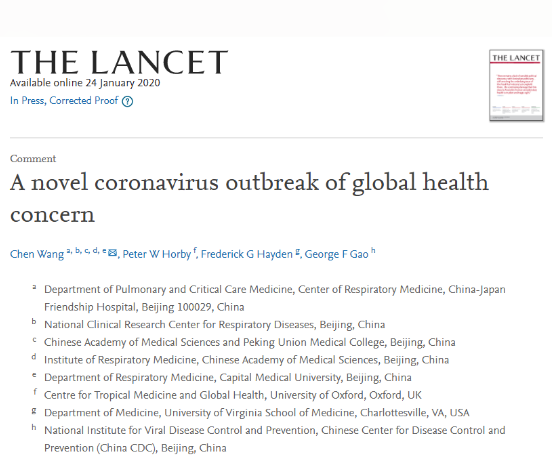 THE LANCET
Available online 24 January 2020
In Press, Corrected Proof ?
THE LANCET
Comment
A novel coronavirus outbreak of global health
concern
Chen Wang a, b, c, d, e ✉, Peter W Horby f, Frederick G Hayden g, George F Gao h
a Department of Pulmonary and Critical Care Medicine, Center of Respiratory Medicine, China-Japan
Friendship Hospital, Beijing 100029, China
b National Clinical Research Center for Respiratory Diseases, Beijing, China
c Chinese Academy of Medical Sciences and Peking Union Medical College, Beijing, China
d Institute of Respiratory Medicine, Chinese Academy of Medical Sciences, Beijing, China
e Department of Respiratory Medicine, Capital Medical University, Beijing, China
f Centre for Tropical Medicine and Global Health, University of Oxford, Oxford, UK
g Department of Medicine, University of Virginia School of Medicine, Charlottesville, VA, USA
h National Institute for Viral Disease Control and Prevention, Chinese Center for Disease Control and
Prevention (China CDC), Beijing, China